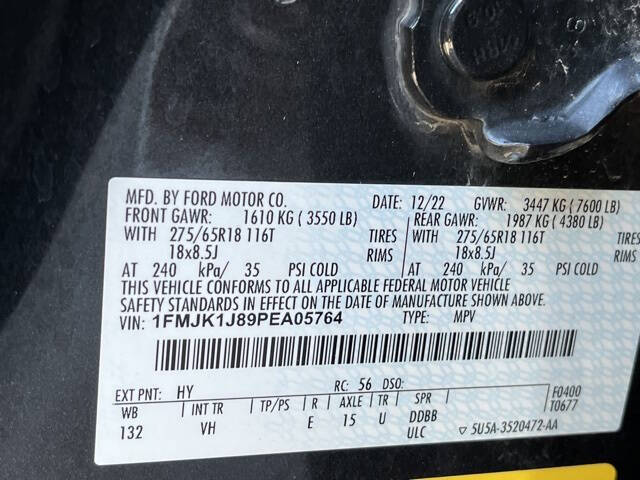 MFD. BY FORD MOTOR CO. DATE: 12/22 GVWR: 3447 KG ( 7600 LB)
FRONT GAWR: 1610 KG ( 3550 LB) REAR GAWR: 1987 KG ( 4380 LB)
WITH 275/65R18 116T TIRES WITH 275/65R18 116T TIRES
18x8.5J RIMS 18x8.5J RIMS
AT 240 kPa/ 35 PSI COLD AT 240 kPa/ 35 PSI COLD
THIS VEHICLE CONFORMS TO ALL APPLICABLE FEDERAL MOTOR VEHICLE
SAFETY STANDARDS IN EFFECT ON THE DATE OF MANUFACTURE SHOWN ABOVE.
VIN: 1FMJK1J89PEA05764 TYPE: MPV
EXT PNT: HY RC: 56 DSO: F0400
WB INT TR TP/PS R AXLE TR SPR T0677
132 VH E 15 U DDBB
ULC ▽ 5U5A-3520472-AA